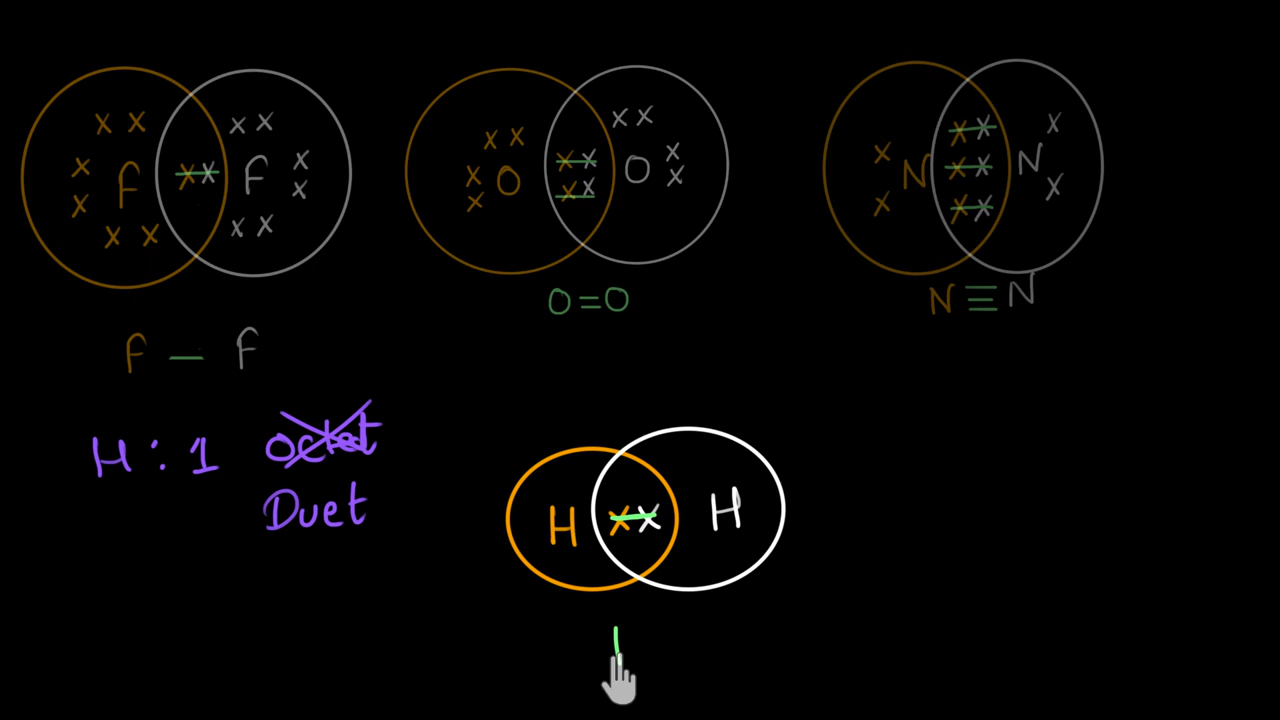 F F
O O
N N
O=O
N≡N
F — F
H : 1 Octet
Duet
H H